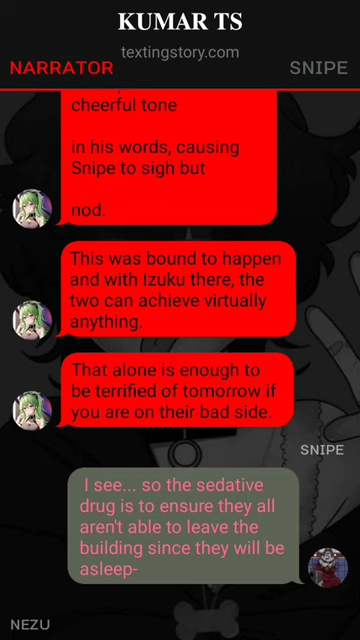 KUMAR TS
textingstory.com
NARRATOR
SNIPE
cheerful tone
in his words, causing
Snipe to sigh but
nod.
This was bound to happen
and with Izuku there, the
two can achieve virtually
anything.
That alone is enough to
be terrified of tomorrow if
you are on their bad side.
SNIPE
I see... so the sedative
drug is to ensure they all
aren't able to leave the
building since they will be
asleep-
NEZU